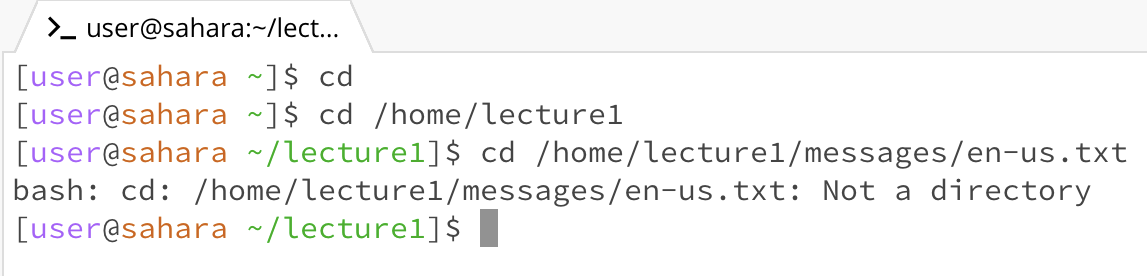 >_ user@sahara:~/lect...
[user@sahara ~]$ cd
[user@sahara ~]$ cd /home/lecture1
[user@sahara ~/lecture1]$ cd /home/lecture1/messages/en-us.txt
bash: cd: /home/lecture1/messages/en-us.txt: Not a directory
[user@sahara ~/lecture1]$